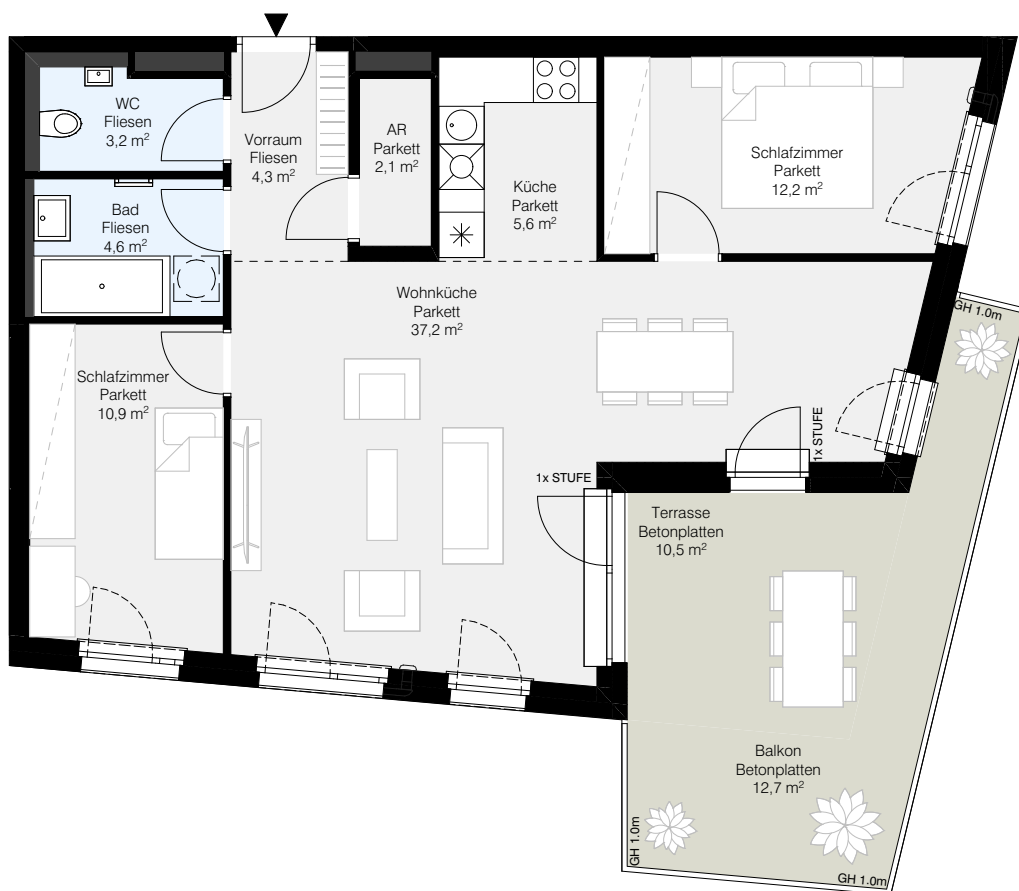 WC
Fliesen
3,2 m²
Vorraum
Fliesen
4,3 m²
AR
Parkett
2,1 m²
Küche
Parkett
5,6 m²
Schlafzimmer
Parkett
12,2 m²
Bad
Fliesen
4,6 m²
Wohnküche
Parkett
37,2 m²
GH 1.0m
Schlafzimmer
Parkett
10,9 m²
1x STUFE
1x STUFE
Terrasse
Betonplatten
10,5 m²
Balkon
Betonplatten
12,7 m²
GH 1.0m
GH 1.0m